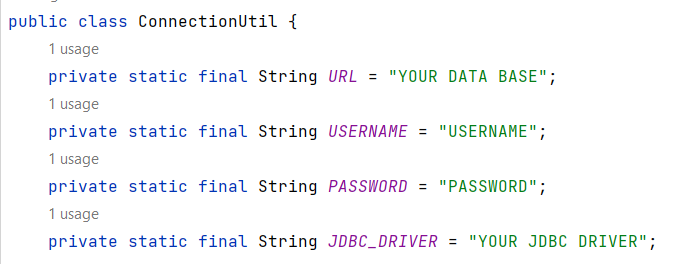 public class ConnectionUtil {
1 usage
private static final String URL = "YOUR DATA BASE";
1 usage
private static final String USERNAME = "USERNAME";
1 usage
private static final String PASSWORD = "PASSWORD";
1 usage
private static final String JDBC_DRIVER = "YOUR JDBC DRIVER";